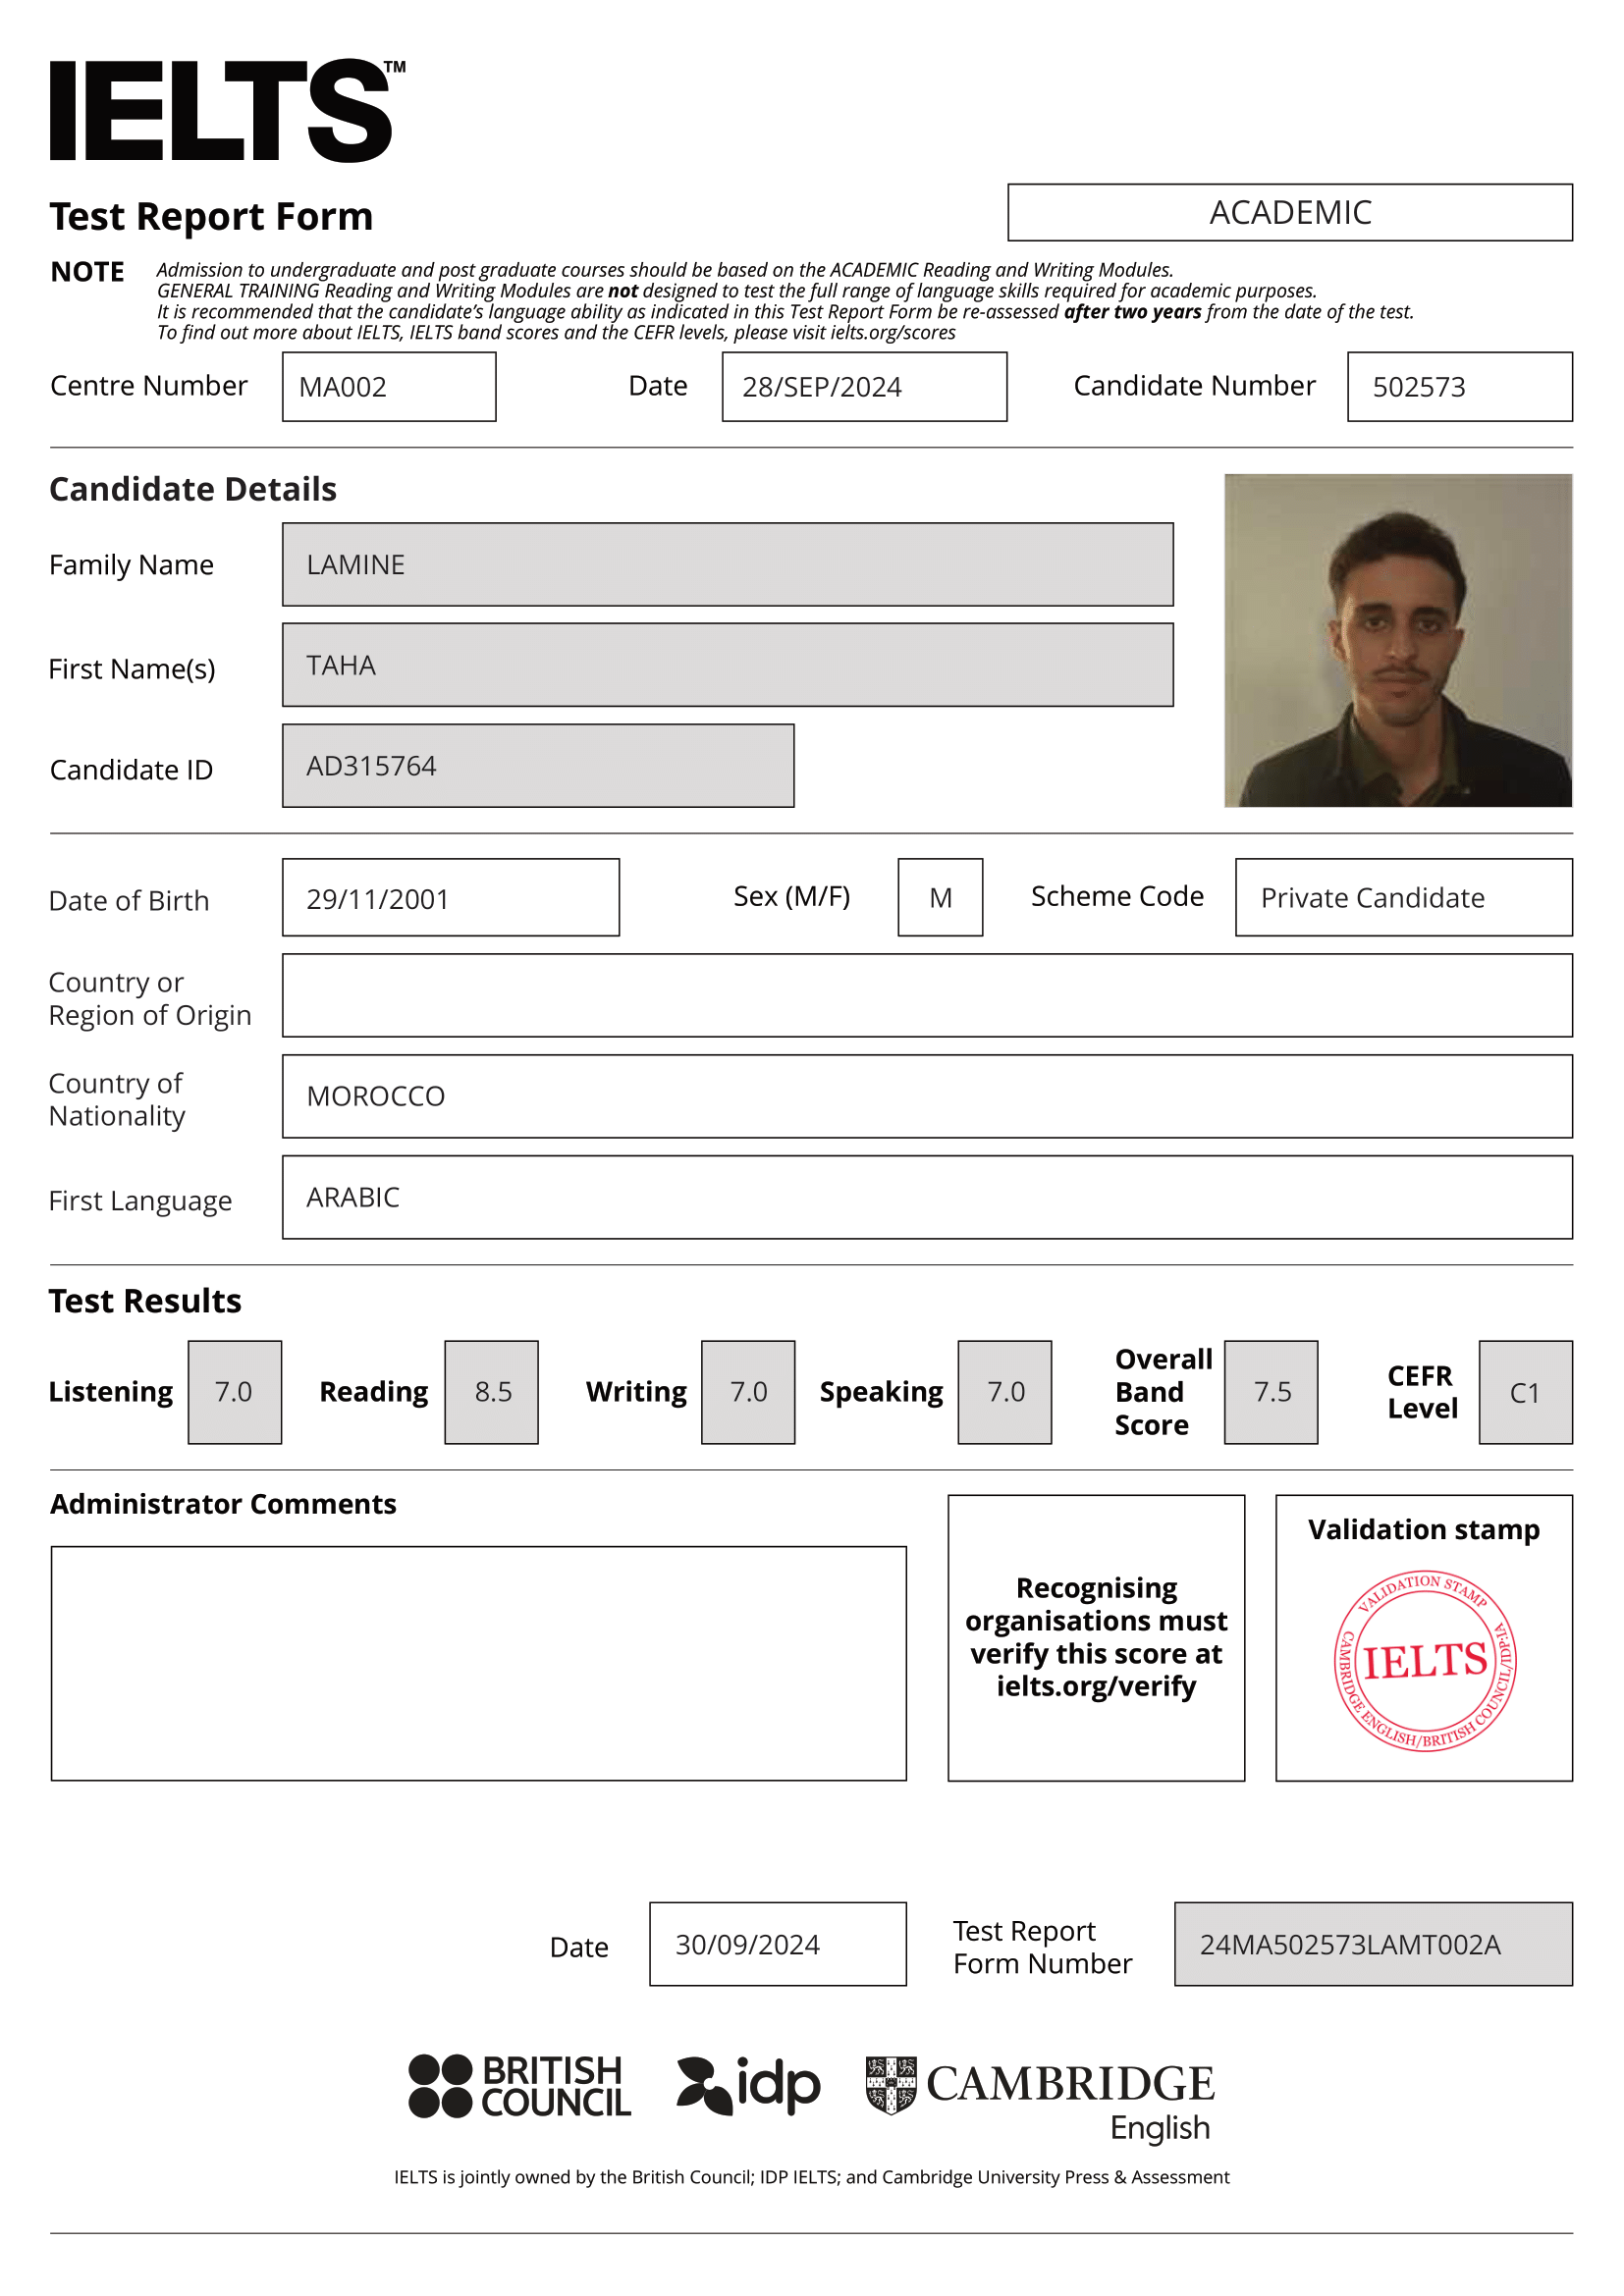 IELTS™
Test Report Form
ACADEMIC
NOTE
Admission to undergraduate and post graduate courses should be based on the ACADEMIC Reading and Writing Modules.
GENERAL TRAINING Reading and Writing Modules are not designed to test the full range of language skills required for academic purposes.
It is recommended that the candidate's language ability as indicated in this Test Report Form be re-assessed after two years from the date of the test.
To find out more about IELTS, IELTS band scores and the CEFR levels, please visit ielts.org/scores
Centre Number MA002 Date 28/SEP/2024 Candidate Number 502573
Candidate Details
Family Name LAMINE
First Name(s) TAHA
Candidate ID AD315764
Date of Birth 29/11/2001 Sex (M/F) M Scheme Code Private Candidate
Country or
Region of Origin
Country of
Nationality
MOROCCO
First Language ARABIC
Test Results
Listening 7.0 Reading 8.5 Writing 7.0 Speaking 7.0
Overall
Band
Score
7.5
CEFR
Level
C1
Administrator Comments
Recognising
organisations must
verify this score at
ielts.org/verify
Validation stamp
VALIDATION STAMP
IELTS
CAMBRIDGE ENGLISH/BRITISH COUNCIL/IDP:IA
Date 30/09/2024
Test Report
Form Number
24MA502573LAMT002A
BRITISH
COUNCIL
idp
CAMBRIDGE
English
IELTS is jointly owned by the British Council; IDP IELTS; and Cambridge University Press & Assessment